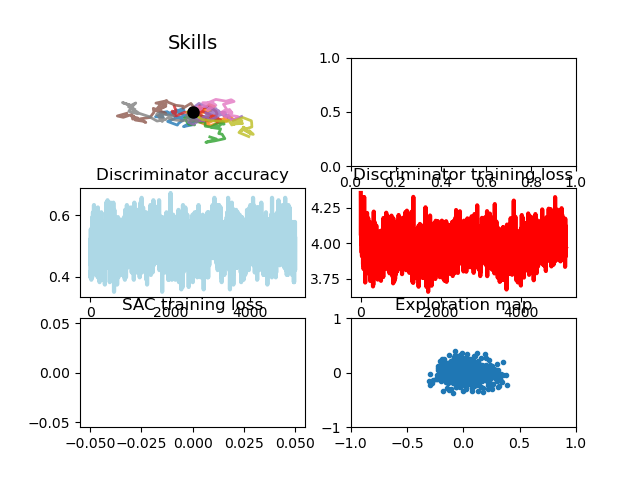 Skills
1.0
0.5
0.0
0.0 0.2 0.4 0.6 0.8 1.0
Discriminator accuracy
0.6
0.4
0 2000 4000
Discriminator training loss
4.25
4.00
3.75
0 2000 4000
SAC training loss
0.05
0.00
−0.05
−0.050 −0.025 0.000 0.025 0.050
Exploration map
1
0
−1
−1.0 −0.5 0.0 0.5 1.0